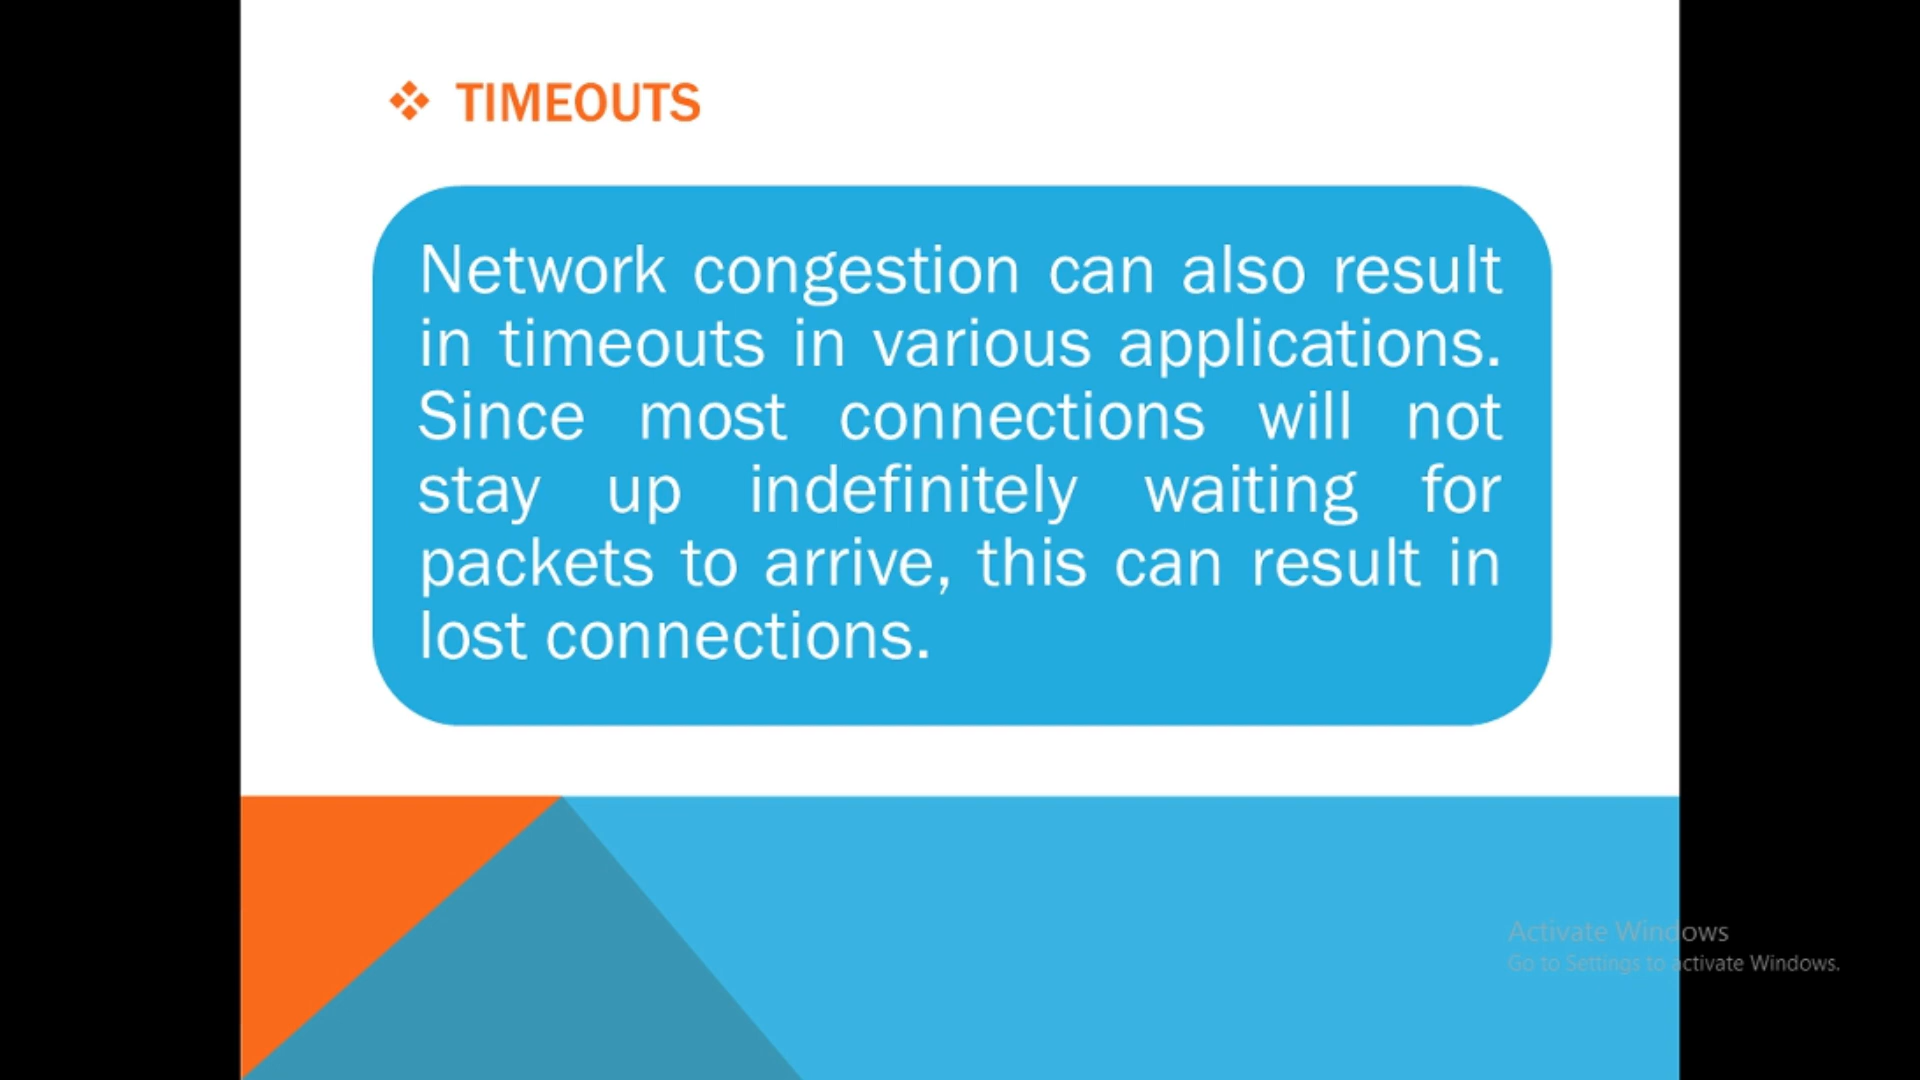 TIMEOUTS
Network congestion can also result
in timeouts in various applications.
Since most connections will not
stay up indefinitely waiting for
packets to arrive, this can result in
lost connections.
Activate Windows
Go to Settings to activate Windows.